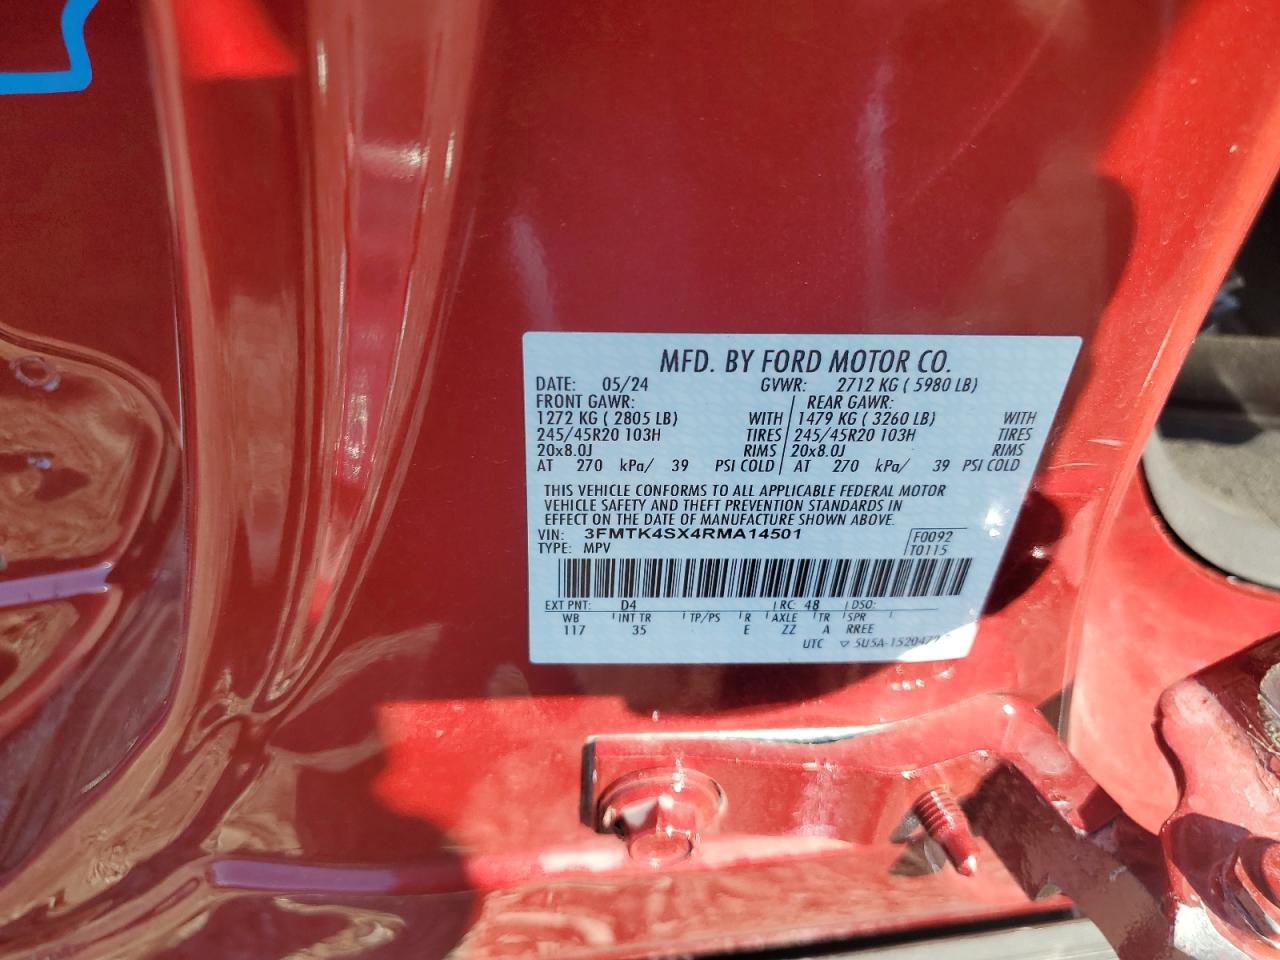 MFD. BY FORD MOTOR CO.
DATE: 05/24 GVWR: 2712 KG ( 5980 LB)
FRONT GAWR: REAR GAWR:
1272 KG ( 2805 LB) WITH 1479 KG ( 3260 LB) WITH
245/45R20 103H TIRES 245/45R20 103H TIRES
20x8.0J RIMS 20x8.0J RIMS
AT 270 kPa/ 39 PSI COLD AT 270 kPa/ 39 PSI COLD
THIS VEHICLE CONFORMS TO ALL APPLICABLE FEDERAL MOTOR
VEHICLE SAFETY AND THEFT PREVENTION STANDARDS IN
EFFECT ON THE DATE OF MANUFACTURE SHOWN ABOVE.
VIN: 3FMTK4SX4RMA14501 F0092
TYPE: MPV T0115
EXT PNT: D4 RC: 48 DSO:
WB INT TR TP/PS R AXLE TR SPR
117 35 E ZZ A RREE
UTC ▽ 5U5A-1520472